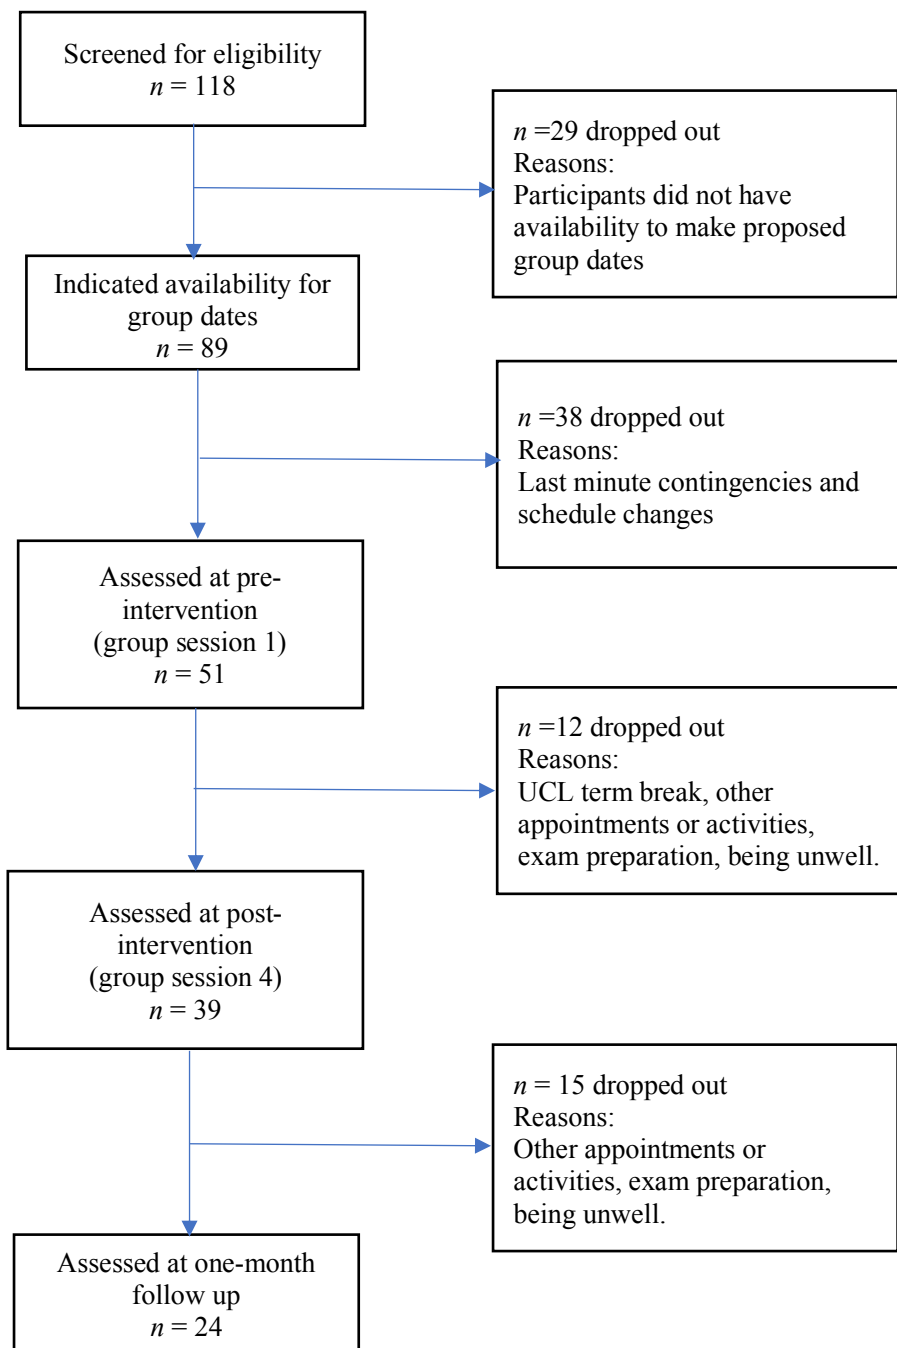 Screened for eligibility
n = 118
n =29 dropped out
Reasons:
Participants did not have
availability to make proposed
group dates
Indicated availability for
group dates
n = 89
n =38 dropped out
Reasons:
Last minute contingencies and
schedule changes
Assessed at pre-
intervention
(group session 1)
n = 51
n =12 dropped out
Reasons:
UCL term break, other
appointments or activities,
exam preparation, being unwell.
Assessed at post-
intervention
(group session 4)
n = 39
n = 15 dropped out
Reasons:
Other appointments or
activities, exam preparation,
being unwell.
Assessed at one-month
follow up
n = 24